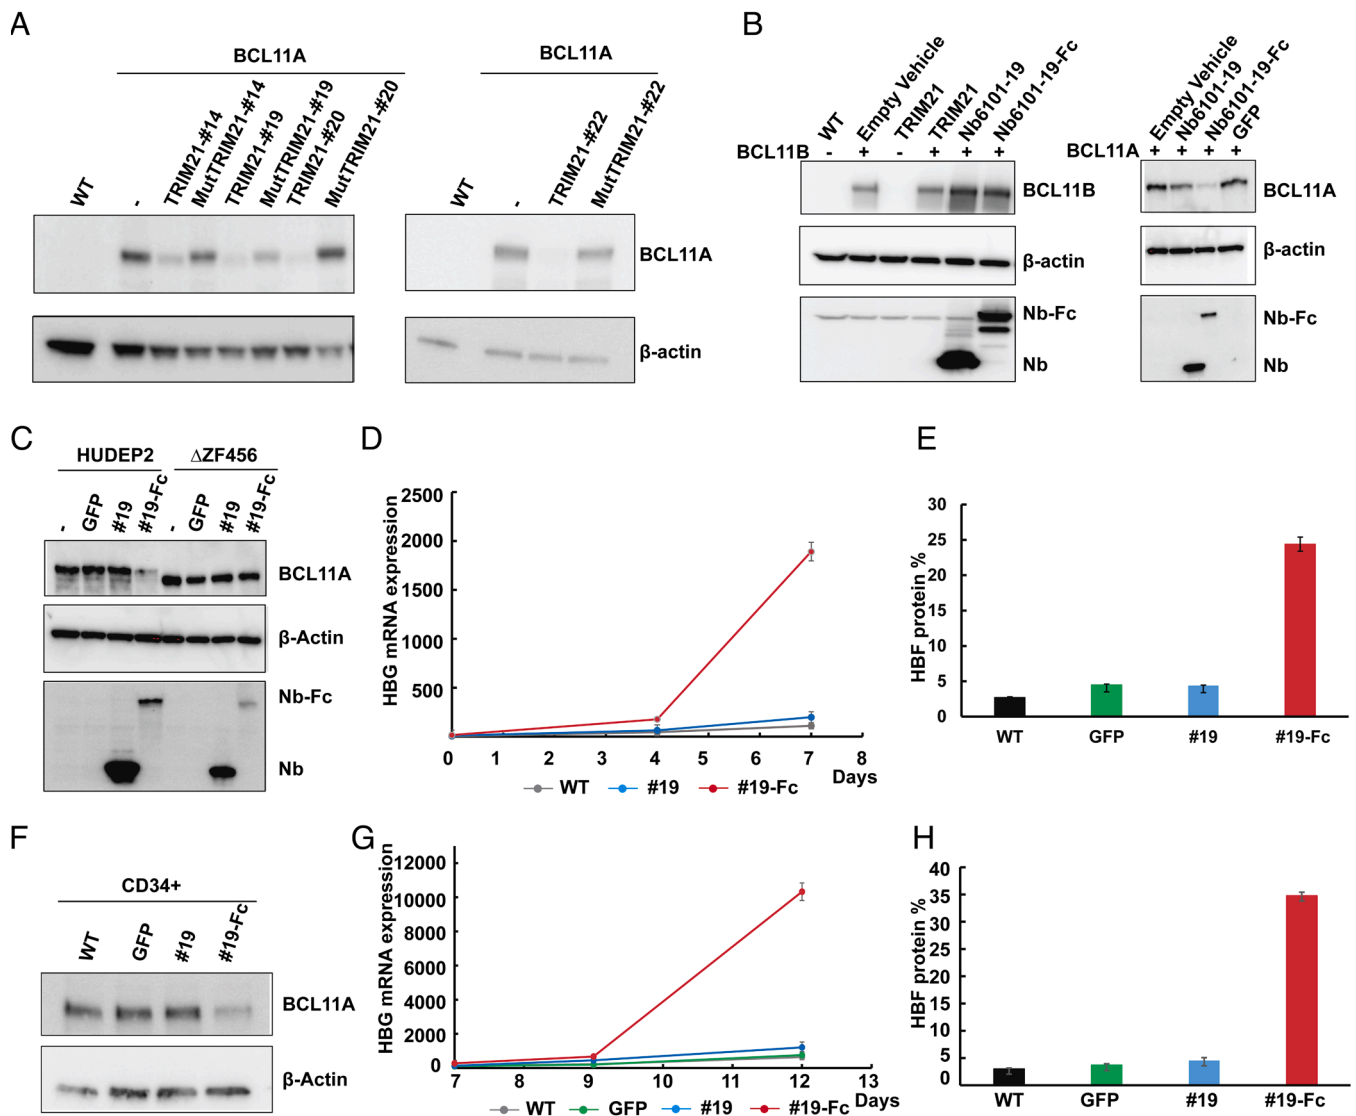 A
BCL11A
BCL11A
WT
-
TRIM21-#14
MutTRIM21-#14
TRIM21-#19
MutTRIM21-#19
TRIM21-#20
MutTRIM21-#20
WT
-
TRIM21-#22
MutTRIM21-#22
BCL11A
β-actin
B
WT
Empty Vehicle
TRIM21
TRIM21
Nb6101-19
Nb6101-19-Fc
BCL11B - + - + + +
BCL11B
β-actin
Nb-Fc
Nb
Empty Vehicle
Nb6101-19
Nb6101-19-Fc
GFP
BCL11A + + + +
BCL11A
β-actin
Nb-Fc
Nb
C
HUDEP2 ΔZF456
- GFP #19 #19-Fc - GFP #19 #19-Fc
BCL11A
β-Actin
Nb-Fc
Nb
D
HBG mRNA expression
2500
2000
1500
1000
500
0 1 2 3 4 5 6 7 8
Days
WT #19 #19-Fc
E
HBF protein %
30
25
20
15
10
5
0
WT GFP #19 #19-Fc
F
CD34+
WT GFP #19 #19-Fc
BCL11A
β-Actin
G
HBG mRNA expression
12000
10000
8000
6000
4000
2000
0
7 8 9 10 11 12 13
Days
WT GFP #19 #19-Fc
H
HBF protein %
40
35
30
25
20
15
10
5
0
WT GFP #19 #19-Fc